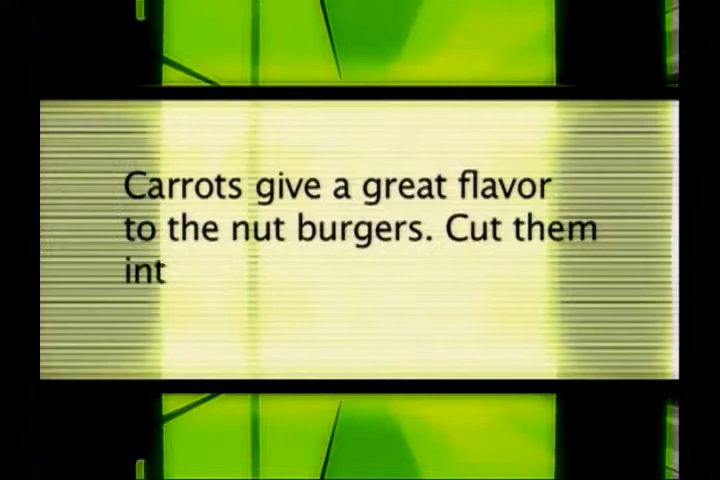 Carrots give a great flavor
to the nut burgers. Cut them
int